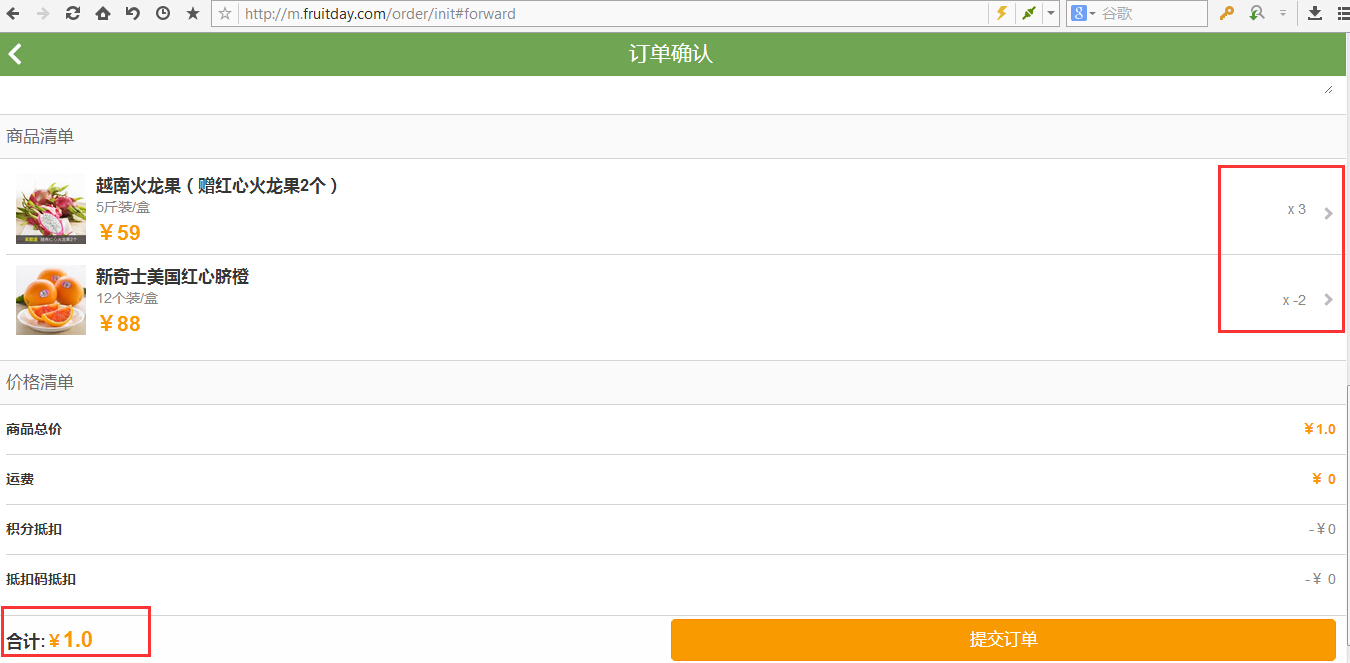 http://m.fruitday.com/order/init#forward
谷歌
订单确认
商品清单
越南火龙果（赠红心火龙果2个）
5斤装/盒
￥59
x 3
新奇士美国红心脐橙
12个装/盒
￥88
x -2
价格清单
商品总价
￥1.0
运费
￥ 0
积分抵扣
-￥0
抵扣码抵扣
-￥ 0
合计:￥1.0
提交订单